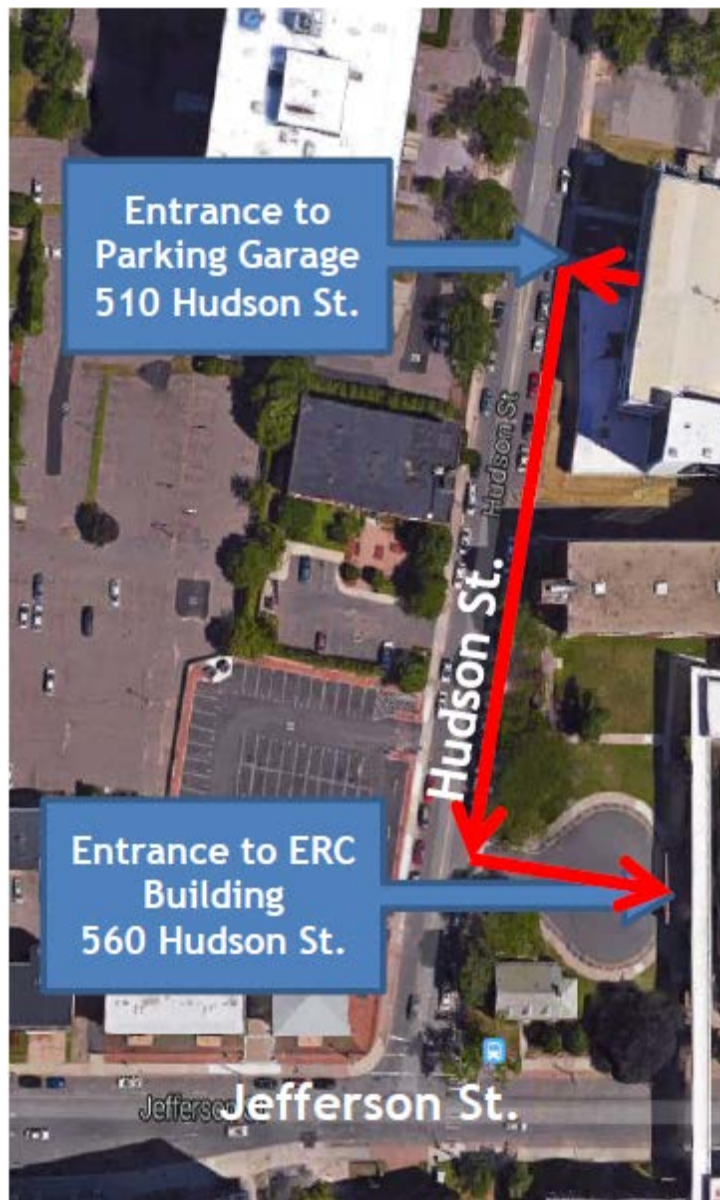 Entrance to
Parking Garage
510 Hudson St.
Hudson St
Hudson St.
Entrance to ERC
Building
560 Hudson St.
Jefferson
Jefferson St.